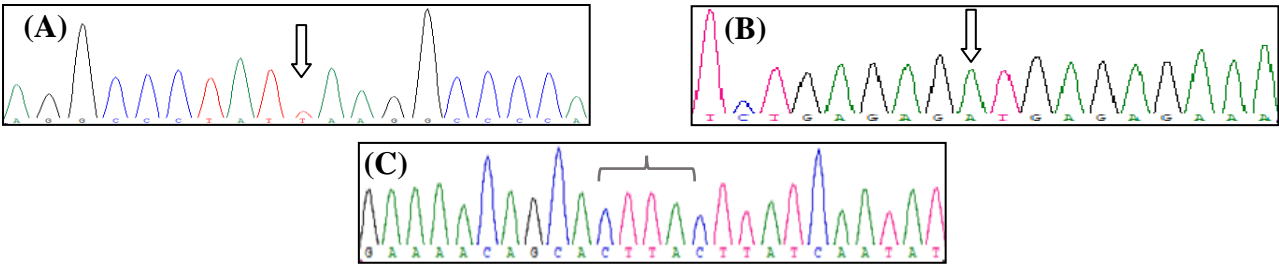 (A)
A G G C C C T A T T A A G G C C C C A
(B)
T C T G A G A G A T G A G A G A A A
(C)
G A A A A C A G C A C T T A C T T A T C A A T A T